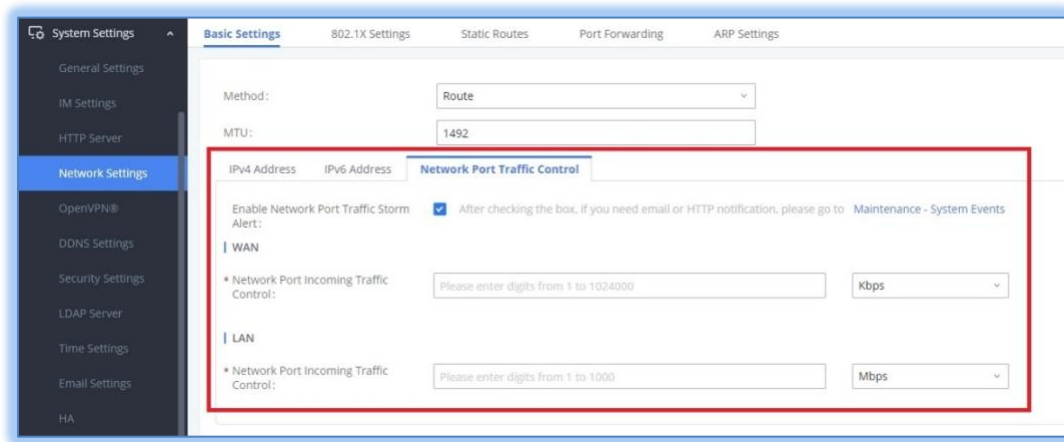 System Settings
General Settings
IM Settings
HTTP Server
Network Settings
OpenVPN®
DDNS Settings
Security Settings
LDAP Server
Time Settings
Email Settings
HA
Basic Settings 802.1X Settings Static Routes Port Forwarding ARP Settings
Method: Route
MTU: 1492
IPv4 Address IPv6 Address Network Port Traffic Control
Enable Network Port Traffic Storm After checking the box, if you need email or HTTP notification, please go to Maintenance - System Events
Alert:
WAN
* Network Port Incoming Traffic Please enter digits from 1 to 1024000 Kbps
Control:
LAN
* Network Port Incoming Traffic Please enter digits from 1 to 1000 Mbps
Control: